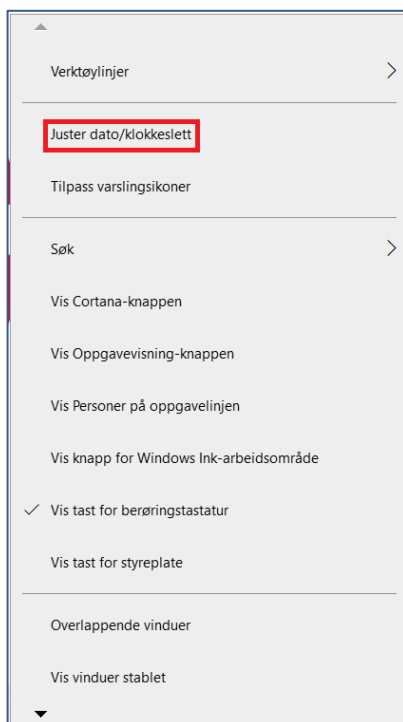 Verktøylinjer
Juster dato/klokkeslett
Tilpass varslingsikoner
Søk
Vis Cortana-knappen
Vis Oppgavevisning-knappen
Vis Personer på oppgavelinjen
Vis knapp for Windows Ink-arbeidsområde
Vis tast for berøringstastatur
Vis tast for styreplate
Overlappende vinduer
Vis vinduer stablet